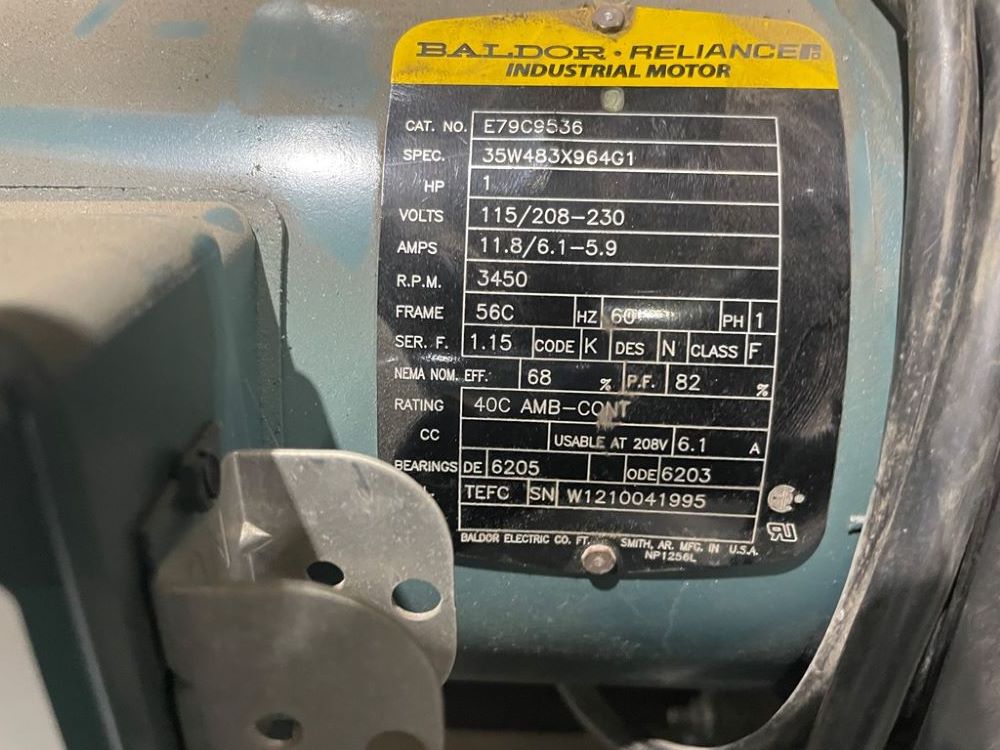 BALDOR · RELIANCE
INDUSTRIAL MOTOR
CAT. NO. E79C9536
SPEC. 35W483X964G1
HP 1
VOLTS 115/208-230
AMPS 11.8/6.1-5.9
R.P.M. 3450
FRAME 56C HZ 60 PH 1
SER. F. 1.15 CODE K DES N CLASS F
NEMA NOM. EFF. 68 % P.F. 82 %
RATING 40C AMB-CONT
CC USABLE AT 208V 6.1 A
BEARINGS DE 6205 ODE 6203
TEFC SN W1210041995
BALDOR ELECTRIC CO. FT. SMITH, AR. MFG. IN U.S.A.
NP1256L